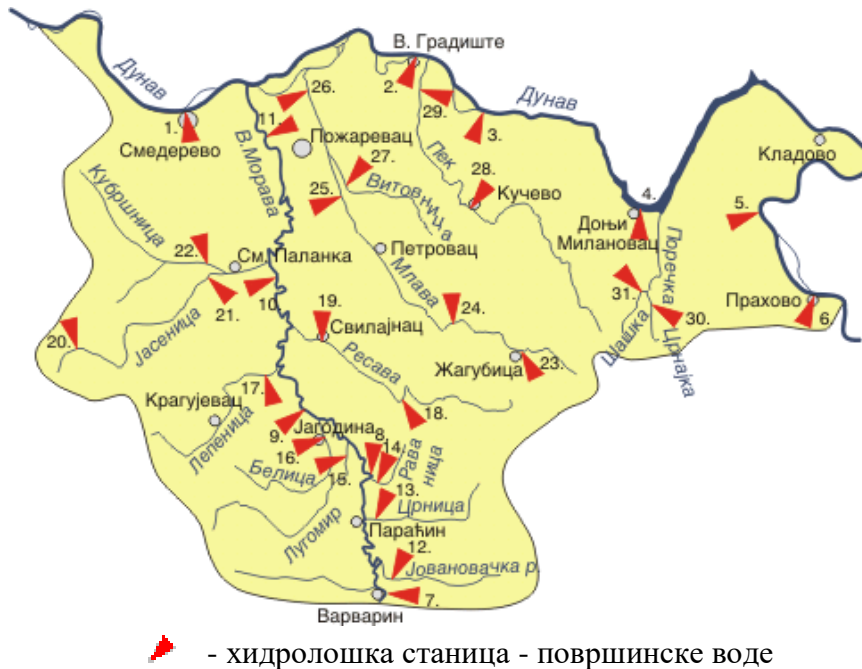 В. Градиште
Дунав
26.
2.
29.
Дунав
3.
1.
11.
Смедерево
Пожаревац
В.Морава
27.
Кладово
Пек
28.
Кубршница
25.
Витовница
Кучево
4.
5.
Доњи
Милановац
22.
См. Паланка
Петровац
Поречка
Млава
31.
Прахово
21.
10.
19.
24.
30.
6.
20.
Јасеница
Свилајнац
Шашка
Црнајка
Ресава
Жагубица
23.
17.
Крагујевац
18.
Лепеница
9.
Јагодина
8.
14.
Рава
ница
16.
Белица
15.
13.
Црница
Лугомир
Параћин
12.
Јовановачка р.
7.
Варварин
- хидролошка станица - површинске воде